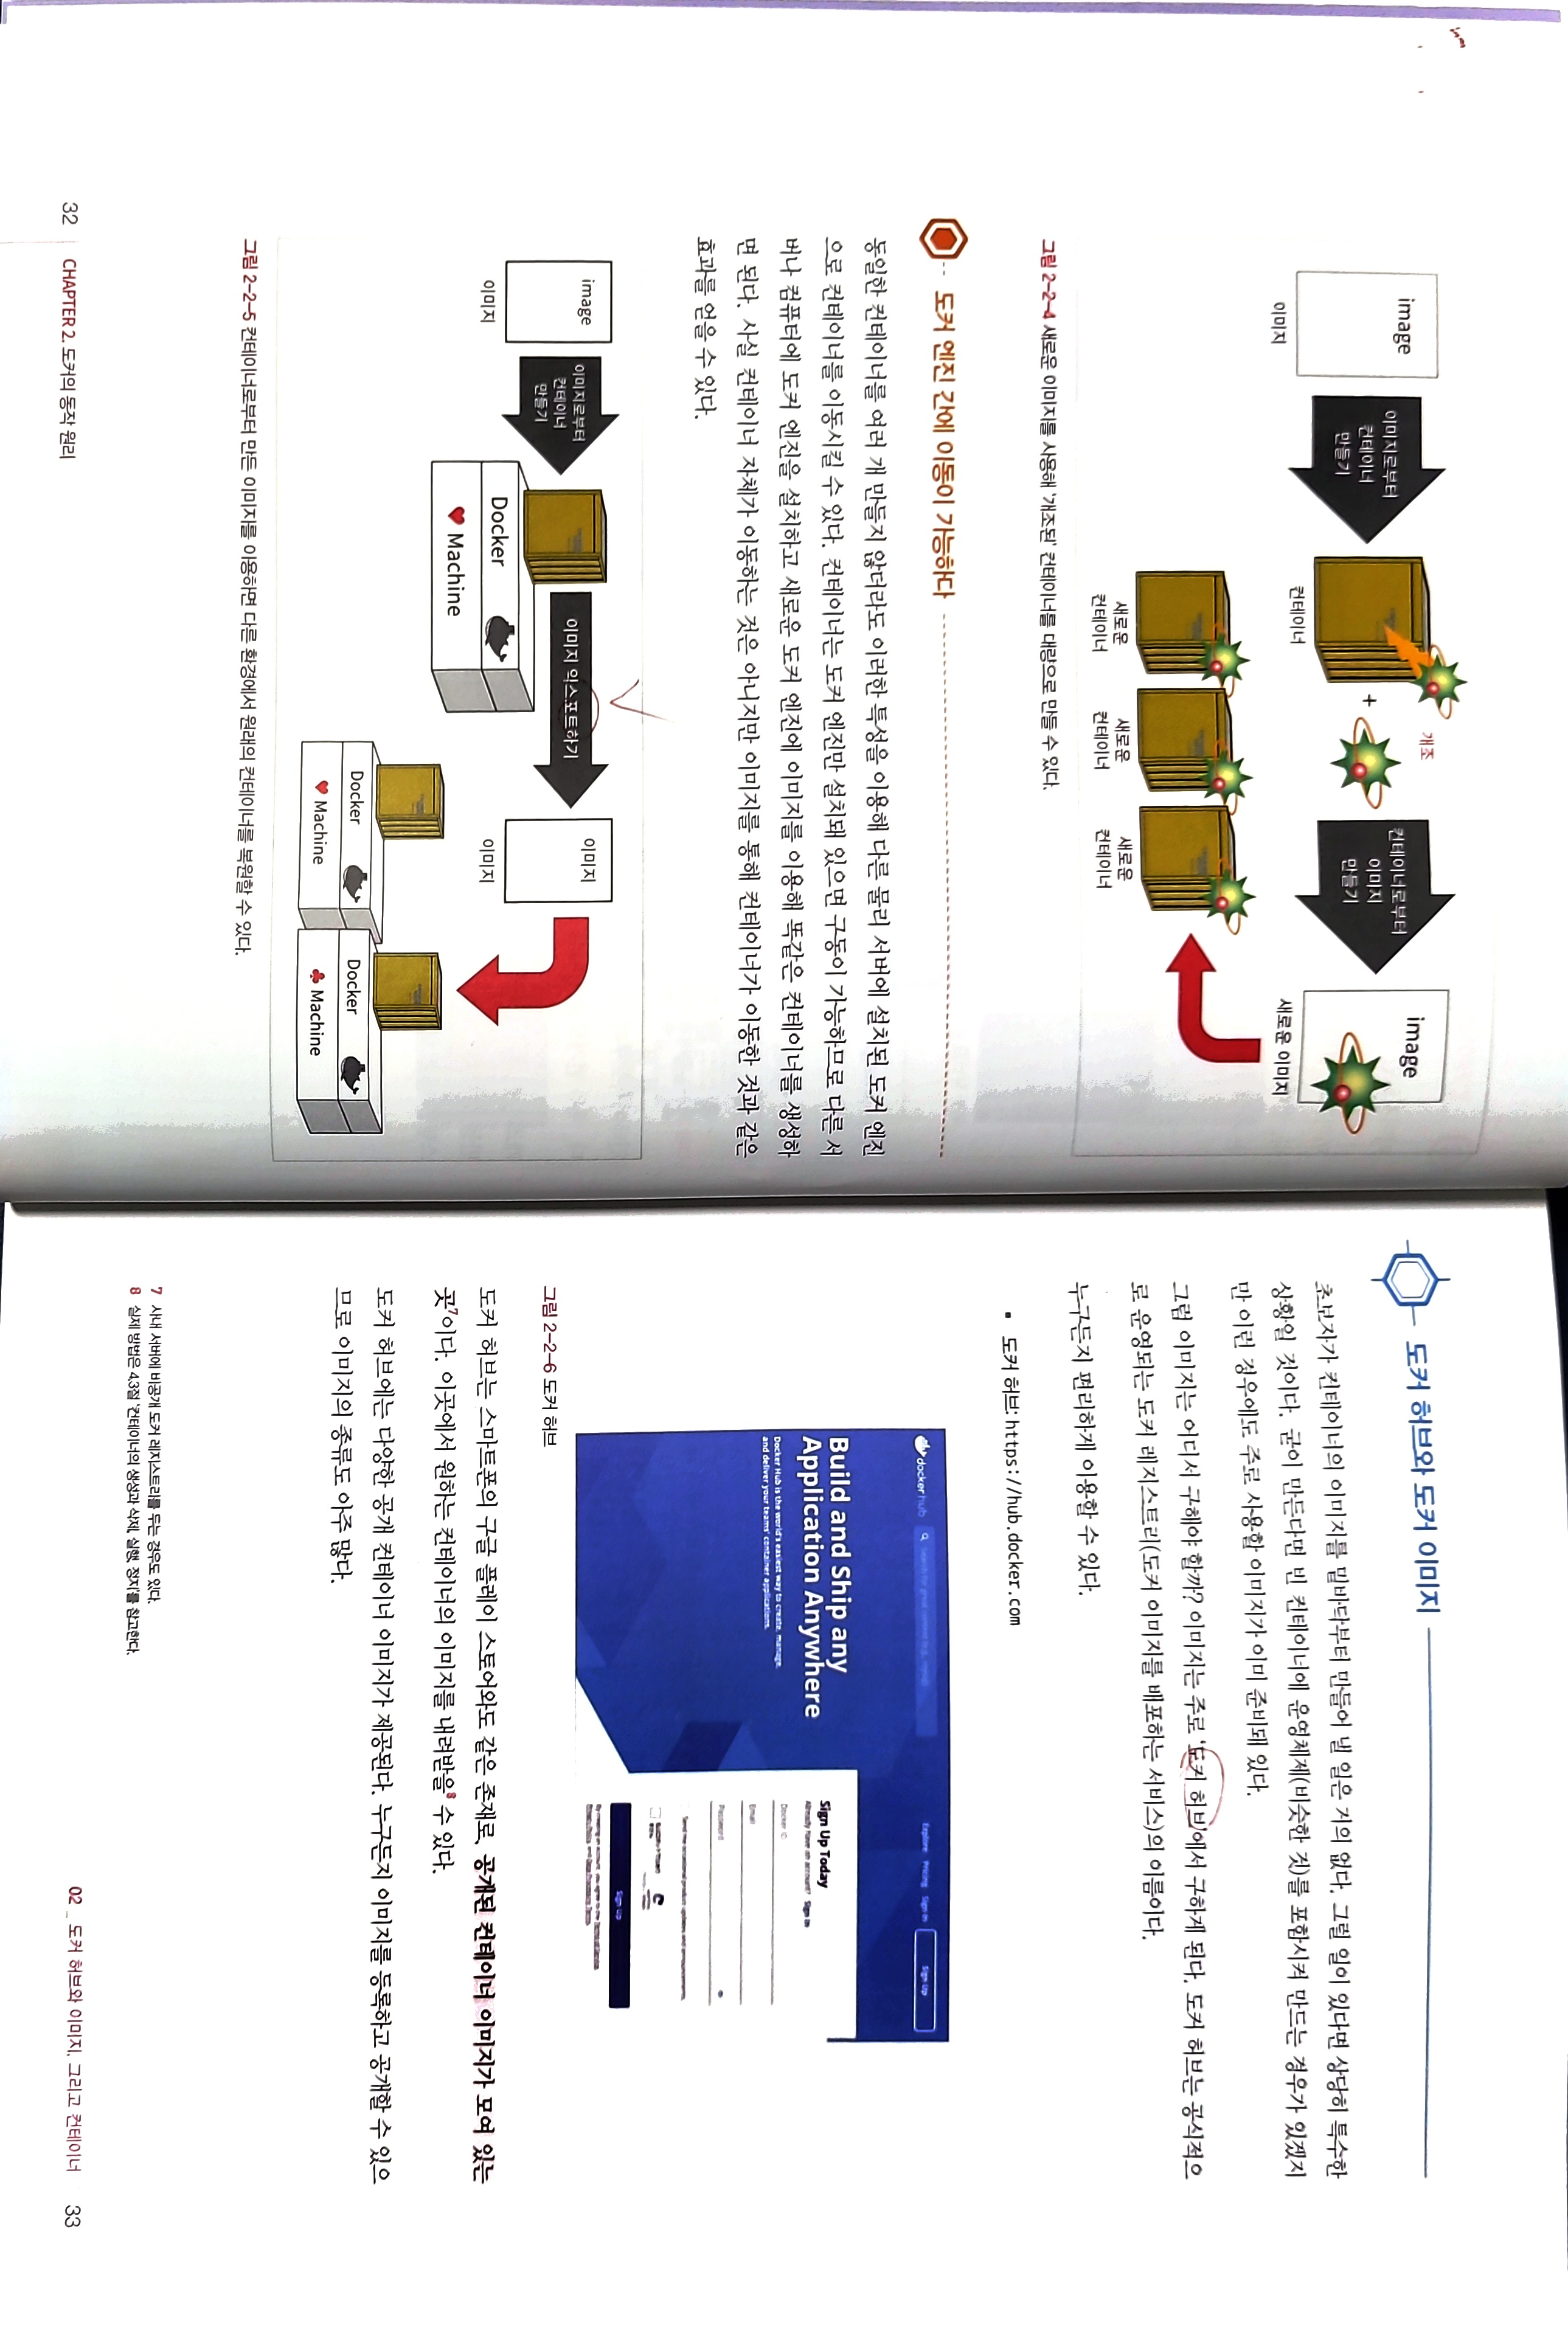 image
이미지로부터
컨테이너
만들기
개조
+
컨테이너로부터
이미지
만들기
image
이미지
컨테이너
새로운 이미지
새로운
컨테이너
새로운
컨테이너
새로운
컨테이너
그림 2-2-4 새로운 이미지를 사용해 '개조된' 컨테이너를 대량으로 만들 수 있다.
도커 엔진 간에 이동이 가능하다
동일한 컨테이너를 여러 개 만들지 않더라도 이러한 특성을 이용해 다른 물리 서버에 설치된 도커 엔진
으로 컨테이너를 이동시킬 수 있다. 컨테이너는 도커 엔진만 설치돼 있으면 구동이 가능하므로 다른 서
버나 컴퓨터에 도커 엔진을 설치하고 새로운 도커 엔진에 이미지를 이용해 똑같은 컨테이너를 생성하
면 된다. 사실 컨테이너 자체가 이동하는 것은 아니지만 이미지를 통해 컨테이너가 이동한 것과 같은
효과를 얻을 수 있다.
image
이미지로부터
컨테이너
만들기
이미지 익스포트하기
이미지
이미지
Docker
Machine
이미지
Docker
Machine
Docker
Machine
그림 2-2-5 컨테이너로부터 만든 이미지를 이용하면 다른 환경에서 원래의 컨테이너를 복원할 수 있다.
32 CHAPTER 2. 도커의 동작 원리
도커 허브와 도커 이미지
초보자가 컨테이너의 이미지를 밑바닥부터 만들어 낼 일은 거의 없다. 그럴 일이 있다면 상당히 특수한
상황일 것이다. 굳이 만든다면 빈 컨테이너에 운영체제(비슷한 것)를 포함시켜 만드는 경우가 있겠지
만 이런 경우에도 주로 사용할 이미지가 이미 준비돼 있다.
그럼 이미지는 어디서 구해야 할까? 이미지는 주로 '도커 허브'에서 구하게 된다. 도커 허브는 공식적으
로 운영되는 도커 레지스트리(도커 이미지를 배포하는 서비스)의 이름이다.
누구든지 편리하게 이용할 수 있다.
▪ 도커 허브: https://hub.docker.com
docker hub Search for great content (e.g., mysql) Explore Pricing Sign In Sign Up
Build and Ship any
Application Anywhere
Docker Hub is the world's easiest way to create, manage,
and deliver your teams' container applications.
Sign Up Today
Already have an account? Sign In
Docker ID
Email
Password
Send me occasional product updates and announcements.
Sign Up
By creating an account you agree to the Terms of Service,
Privacy Policy, and Data Processing Terms.
그림 2-2-6 도커 허브
도커 허브는 스마트폰의 구글 플레이 스토어와도 같은 존재로, 공개된 컨테이너 이미지가 모여 있는
곳7이다. 이곳에서 원하는 컨테이너의 이미지를 내려받을8 수 있다.
도커 허브에는 다양한 공개 컨테이너 이미지가 제공된다. 누구든지 이미지를 등록하고 공개할 수 있으
므로 이미지의 종류도 아주 많다.
7 사내 서버에 비공개 도커 레지스트리를 두는 경우도 있다.
8 실제 방법은 4.3절 '컨테이너의 생성과 삭제, 실행, 정지'를 참고한다.
02 _ 도커 허브와 이미지, 그리고 컨테이너 33